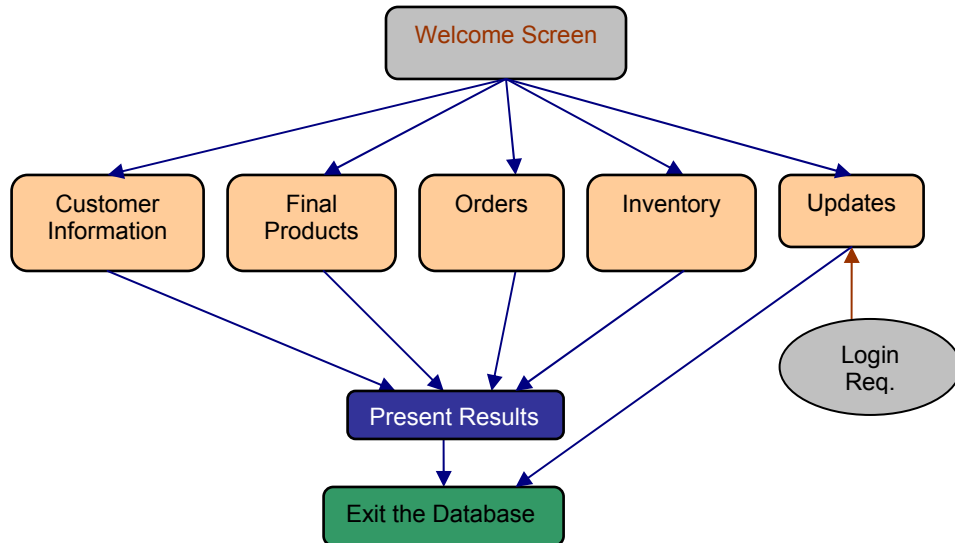 Welcome Screen
Customer
Information
Final
Products
Orders
Inventory
Updates
Login
Req.
Present Results
Exit the Database